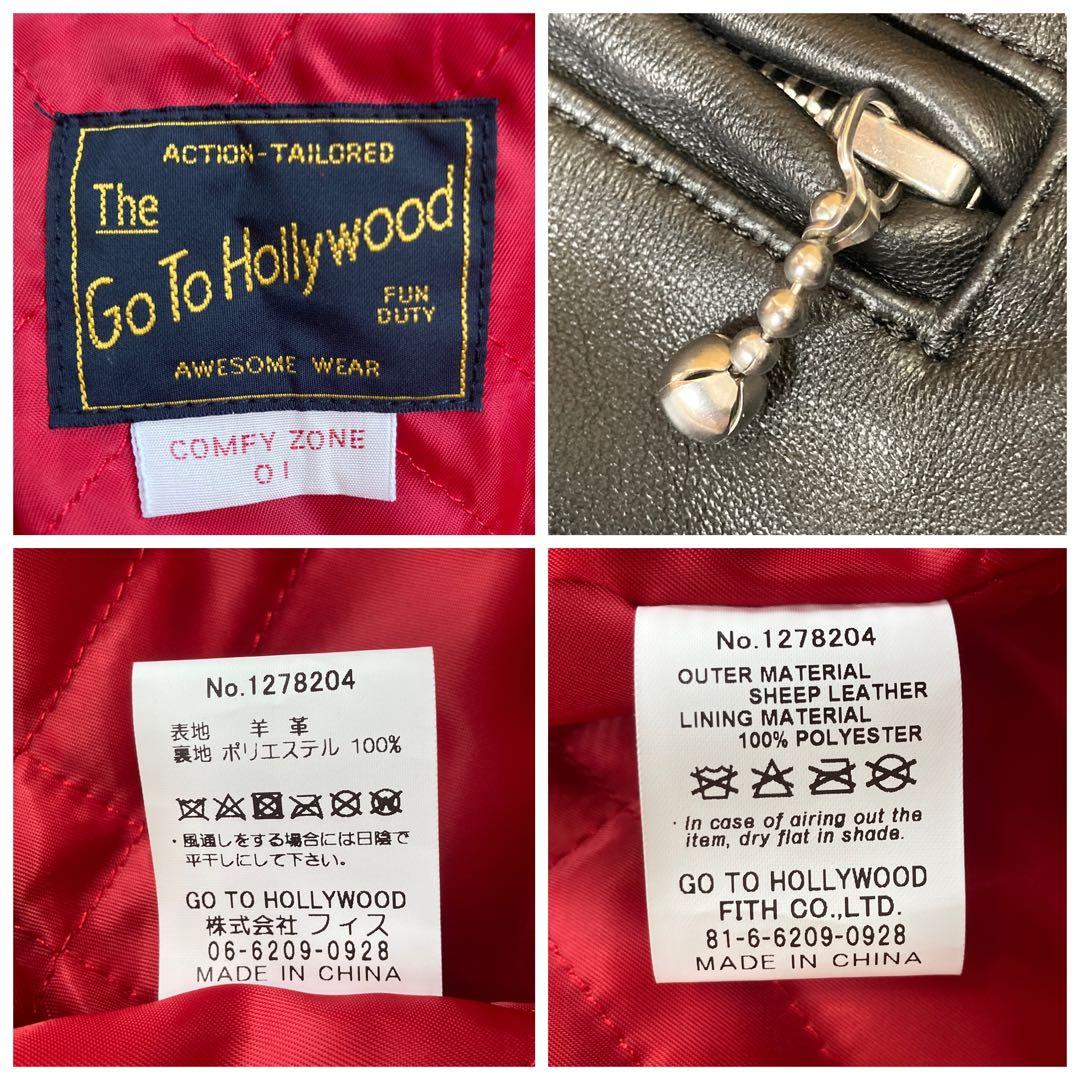 ACTION-TAILORED
The
Go To Hollywood
FUN
DUTY
AWESOME WEAR
COMFY ZONE
01
No.1278204
表地 羊革
裏地 ポリエステル 100%
・風通しをする場合には日陰で
平干しにして下さい。
GO TO HOLLYWOOD
株式会社 フィス
06-6209-0928
MADE IN CHINA
No.1278204
OUTER MATERIAL
SHEEP LEATHER
LINING MATERIAL
100% POLYESTER
・In case of airing out the
item, dry flat in shade.
GO TO HOLLYWOOD
FITH CO.,LTD.
81-6-6209-0928
MADE IN CHINA